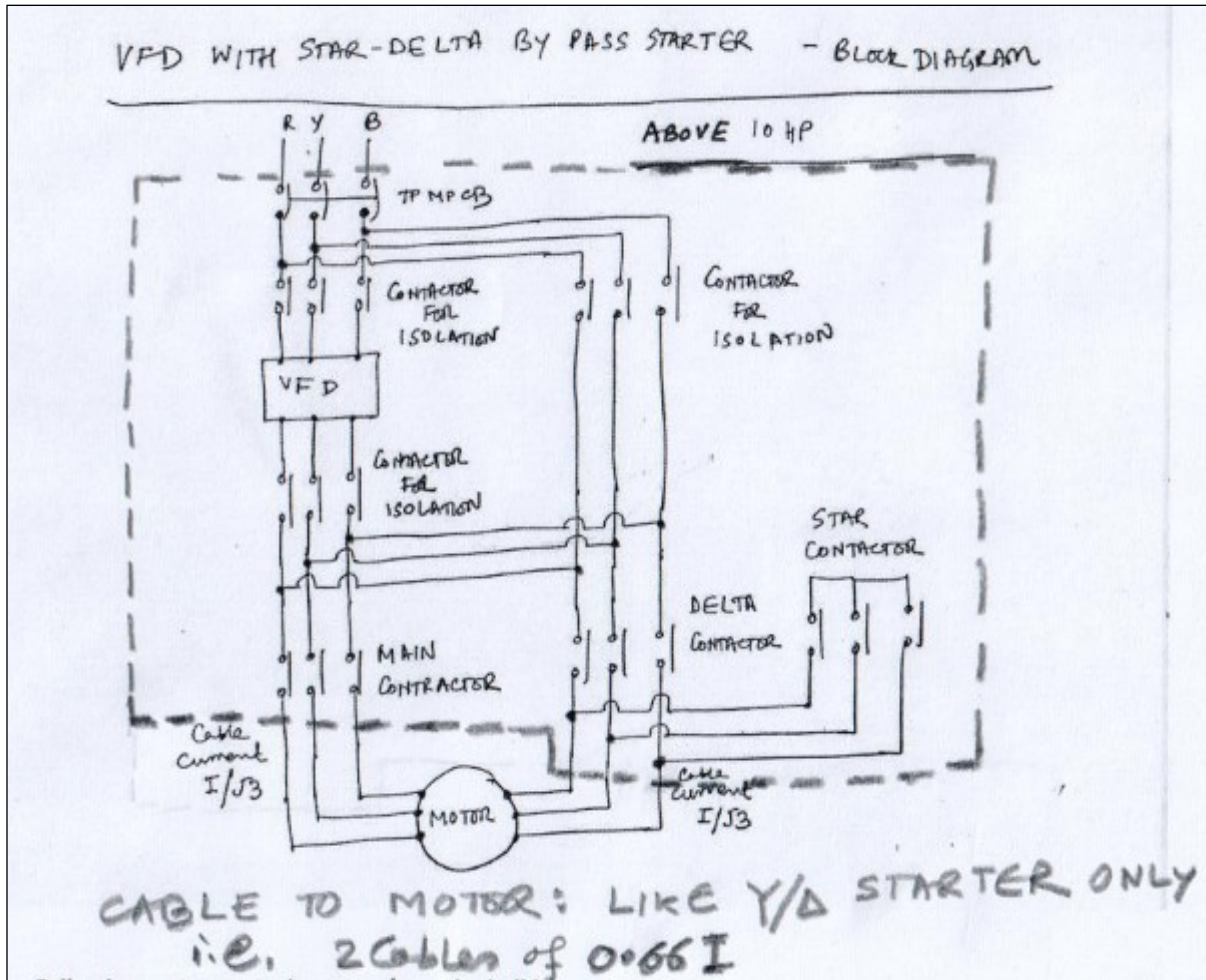 VFD WITH STAR-DELTA BY PASS STARTER - BLOCK DIAGRAM
R Y B
ABOVE 10 HP
TP MPCB
CONTACTOR
FOR
ISOLATION
CONTACTOR
FOR
ISOLATION
VFD
CONTACTOR
FOR
ISOLATION
STAR
CONTACTOR
DELTA
CONTACTOR
MAIN
CONTRACTOR
Cable
current
I/√3
Cable
current
I/√3
MOTOR
CABLE TO MOTOR: LIKE Y/Δ STARTER ONLY
i.e. 2 Cables of 0.66 I